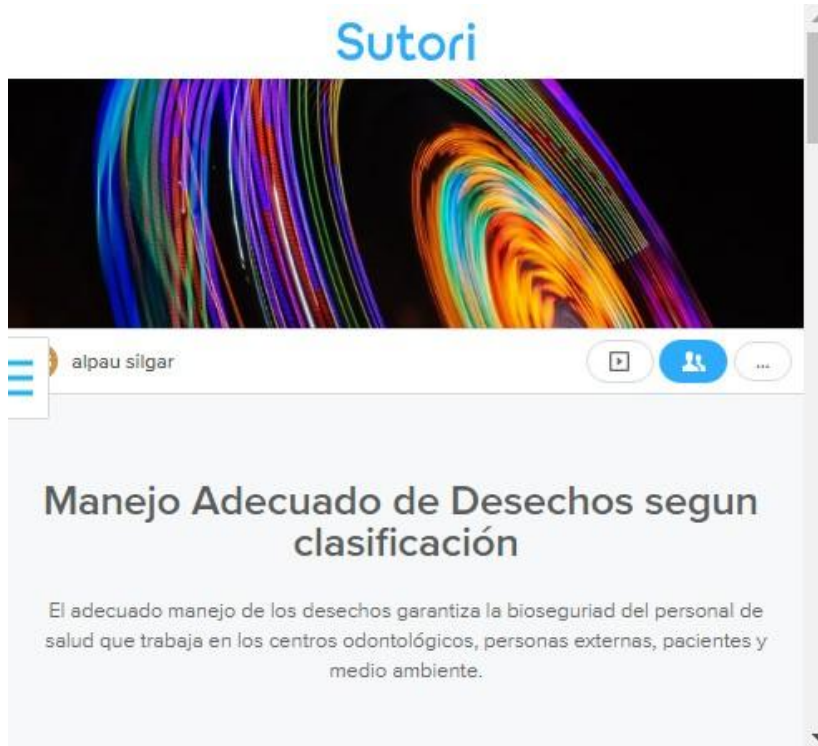 Sutori
alpau silgar
...
Manejo Adecuado de Desechos segun
clasificación
El adecuado manejo de los desechos garantiza la bioseguriad del personal de
salud que trabaja en los centros odontológicos, personas externas, pacientes y
medio ambiente.